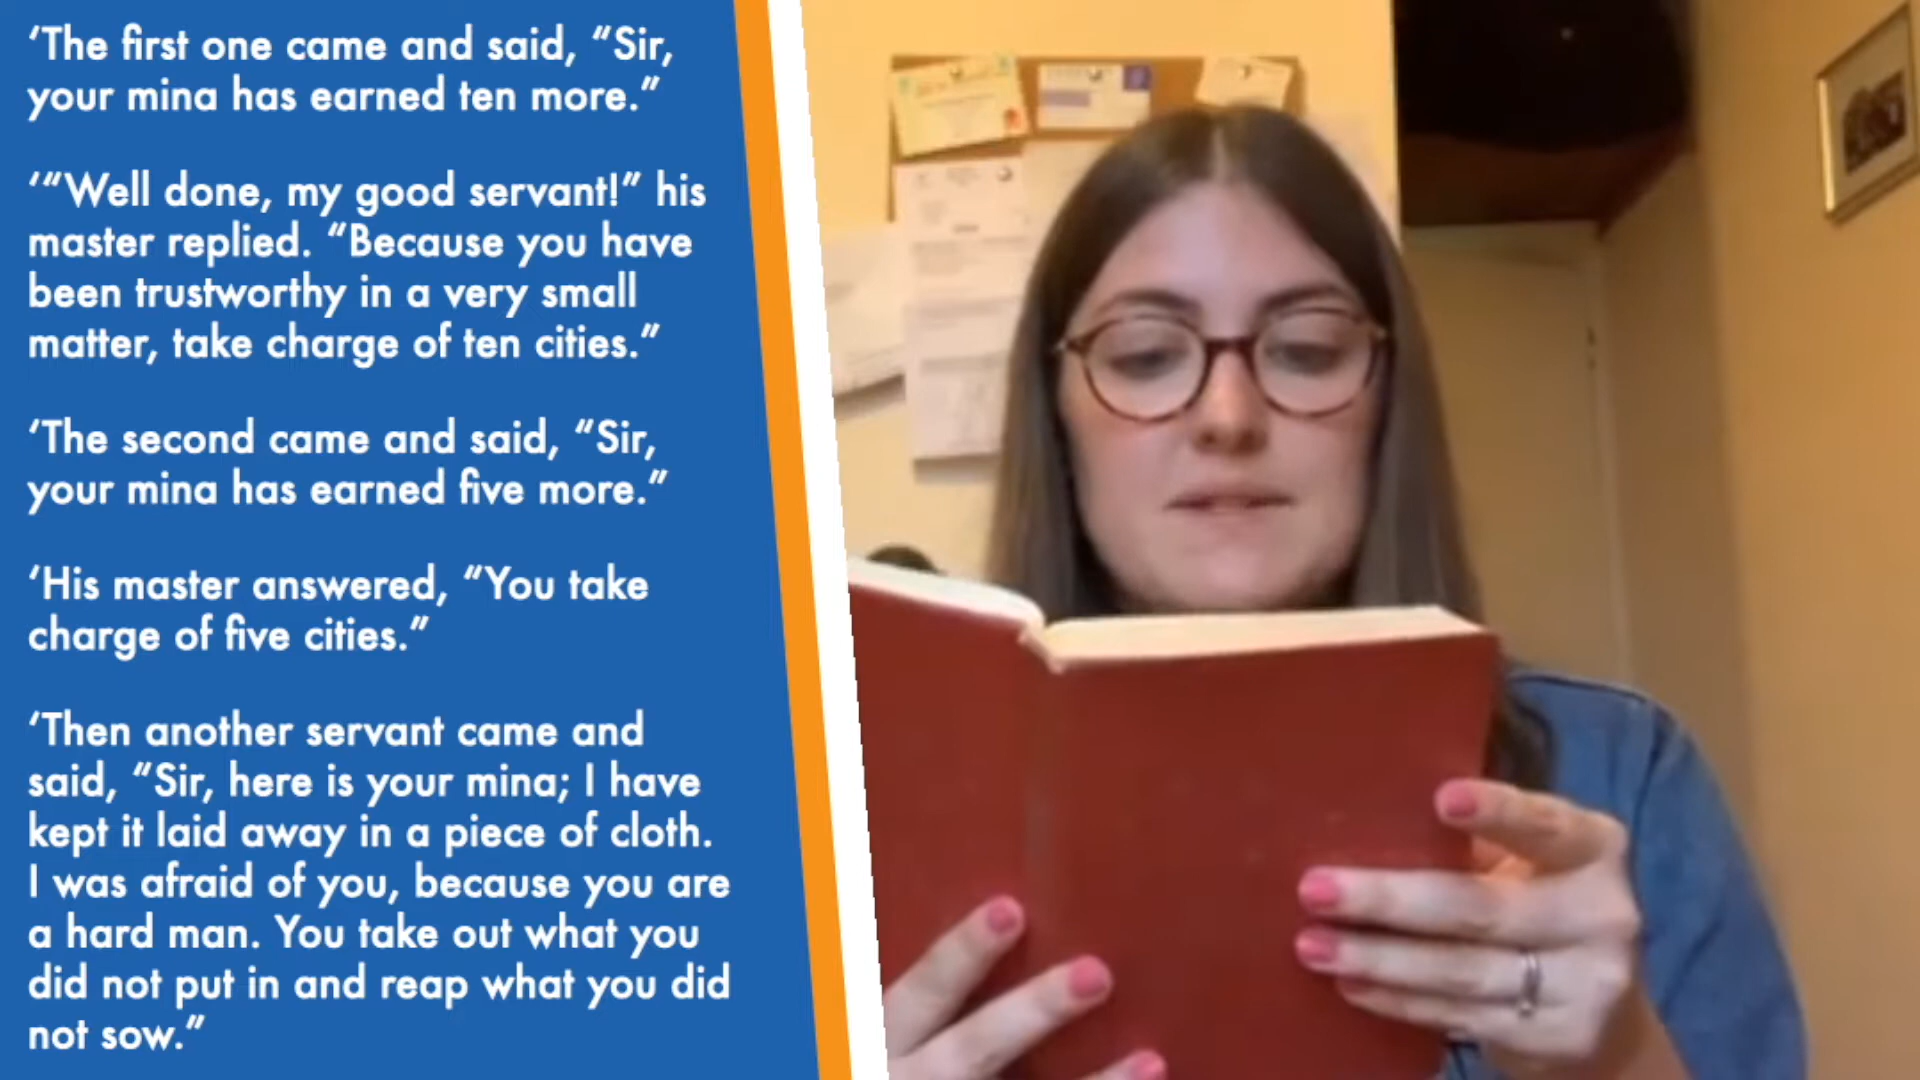 ‘The first one came and said, “Sir,
your mina has earned ten more.”
‘“Well done, my good servant!” his
master replied. “Because you have
been trustworthy in a very small
matter, take charge of ten cities.”
‘The second came and said, “Sir,
your mina has earned five more.”
‘His master answered, “You take
charge of five cities.”
‘Then another servant came and
said, “Sir, here is your mina; I have
kept it laid away in a piece of cloth.
I was afraid of you, because you are
a hard man. You take out what you
did not put in and reap what you did
not sow.”